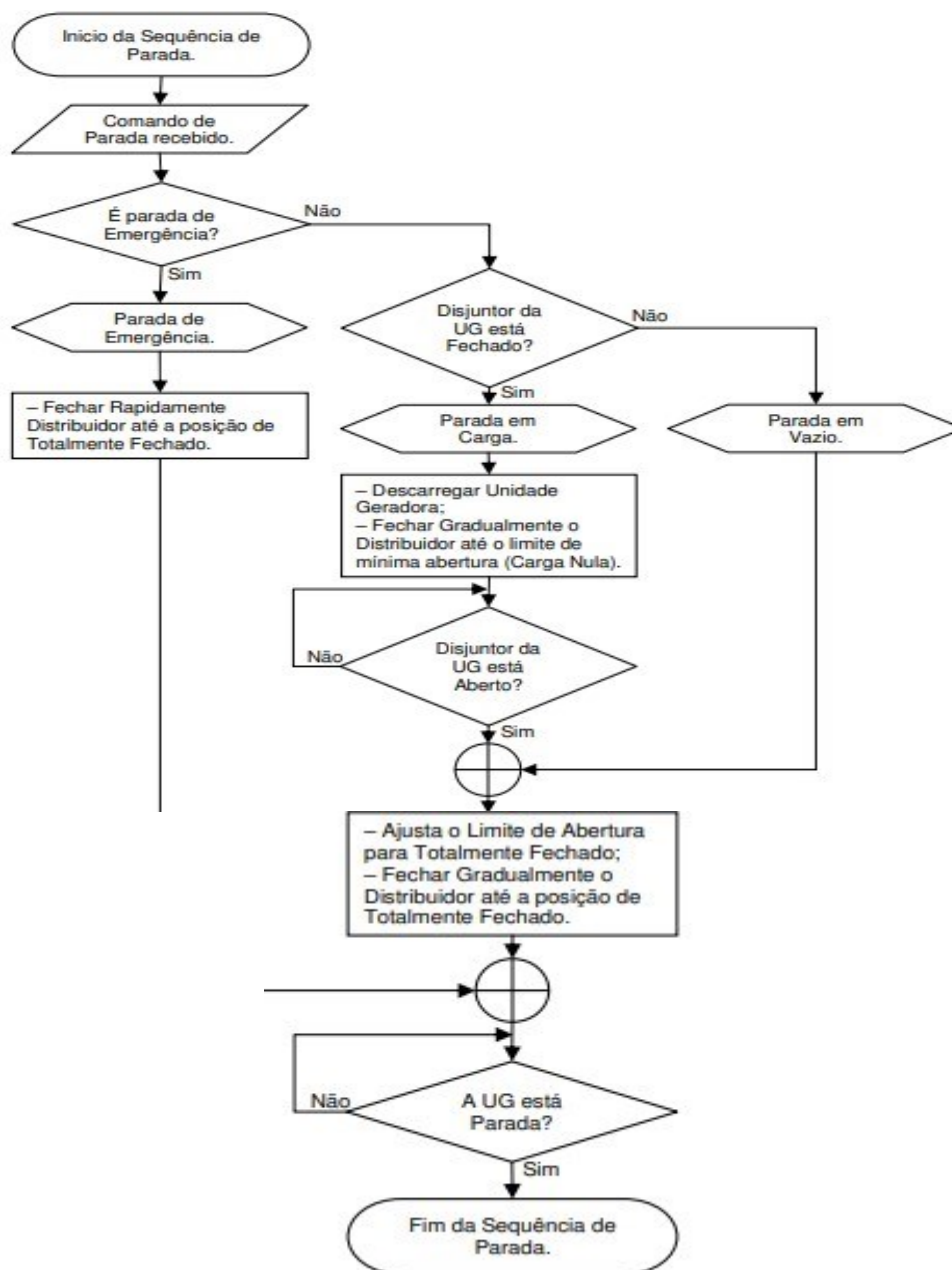 Inicio da Sequência de
Parada.
Comando de
Parada recebido.
É parada de
Emergência?
Não
Sim
Parada de
Emergência.
– Fechar Rapidamente
Distribuidor até a posição de
Totalmente Fechado.
Disjuntor da
UG está
Fechado?
Não
Sim
Parada em
Carga.
Parada em
Vazio.
– Descarregar Unidade
Geradora;
– Fechar Gradualmente o
Distribuidor até o limite de
mínima abertura (Carga Nula).
Disjuntor da
UG está
Aberto?
Não
Sim
– Ajusta o Limite de Abertura
para Totalmente Fechado;
– Fechar Gradualmente o
Distribuidor até a posição de
Totalmente Fechado.
A UG está
Parada?
Não
Sim
Fim da Sequência de
Parada.